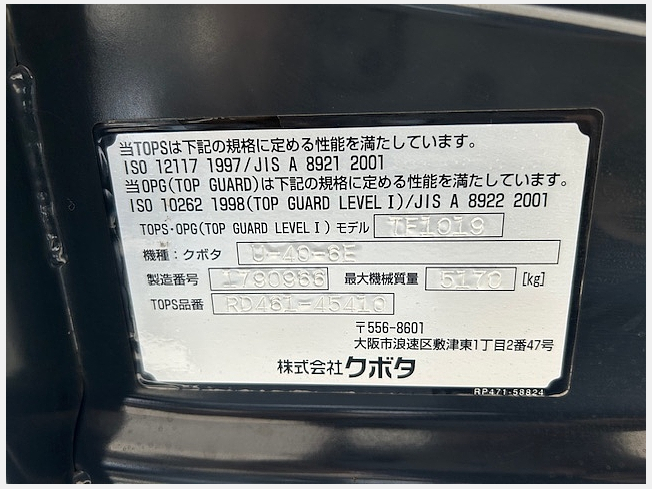 当TOPSは下記の規格に定める性能を満たしています。
ISO 12117 1997/JIS A 8921 2001
当OPG(TOP GUARD)は下記の規格に定める性能を満たしています。
ISO 10262 1998(TOP GUARD LEVEL I)/JIS A 8922 2001
TOPS・OPG(TOP GUARD LEVEL I) モデル TF1019
機種：クボタ U-40-6E
製造番号 1790966 最大機械質量 5170 [kg]
TOPS品番 RD461-45410
〒556-8601
大阪市浪速区敷津東1丁目2番47号
株式会社クボタ
RP471-58824